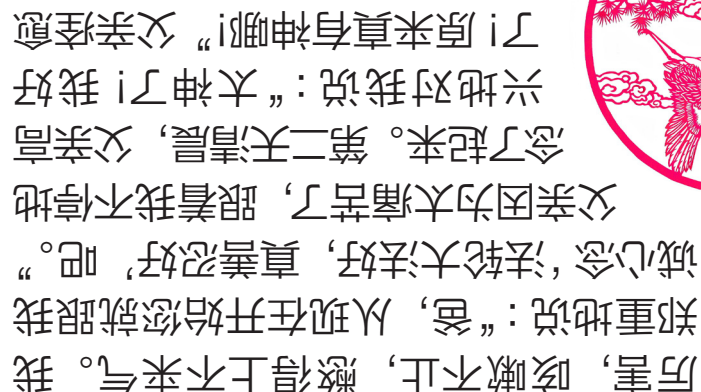 厉害，咳嗽不止，憋得上不来气。我
郑重地说：“爸，从现在开始您就跟我
诚心念‘法轮大法好，真善忍好’吧。”
父亲因为太痛苦了，跟着我不停地
念了起来。第二天清晨，父亲高
兴地对我说：“太神了！我好
了！原来真有神哪！”父亲痊愈